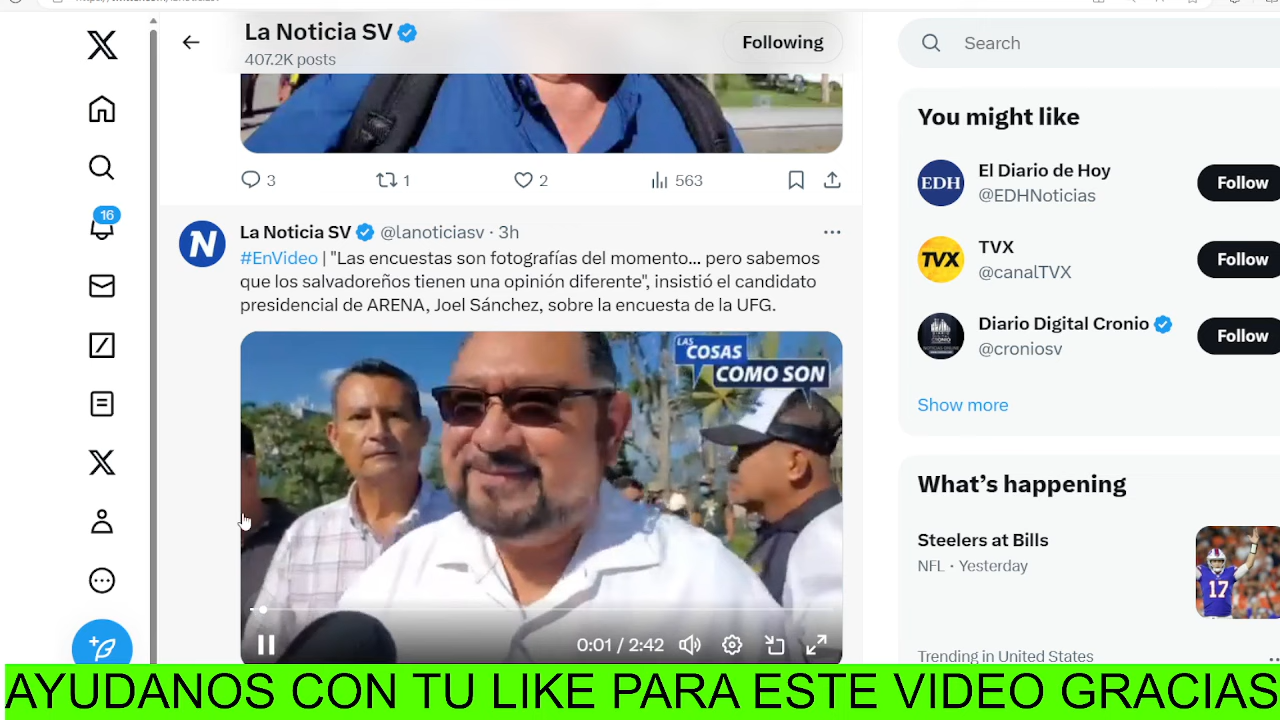 La Noticia SV
407.2K posts
Following
Search
3
1
2
563
La Noticia SV @lanoticiasv · 3h
#EnVideo | "Las encuestas son fotografías del momento... pero sabemos
que los salvadoreños tienen una opinión diferente", insistió el candidato
presidencial de ARENA, Joel Sánchez, sobre la encuesta de la UFG.
LAS
COSAS
COMO SON
0:01 / 2:42
16
N
You might like
EDH
El Diario de Hoy
@EDHNoticias
Follow
TVX
TVX
@canalTVX
Follow
Diario Digital Cronio
@croniosv
Follow
Show more
What's happening
Steelers at Bills
NFL · Yesterday
17
Trending in United States
AYUDANOS CON TU LIKE PARA ESTE VIDEO GRACIAS